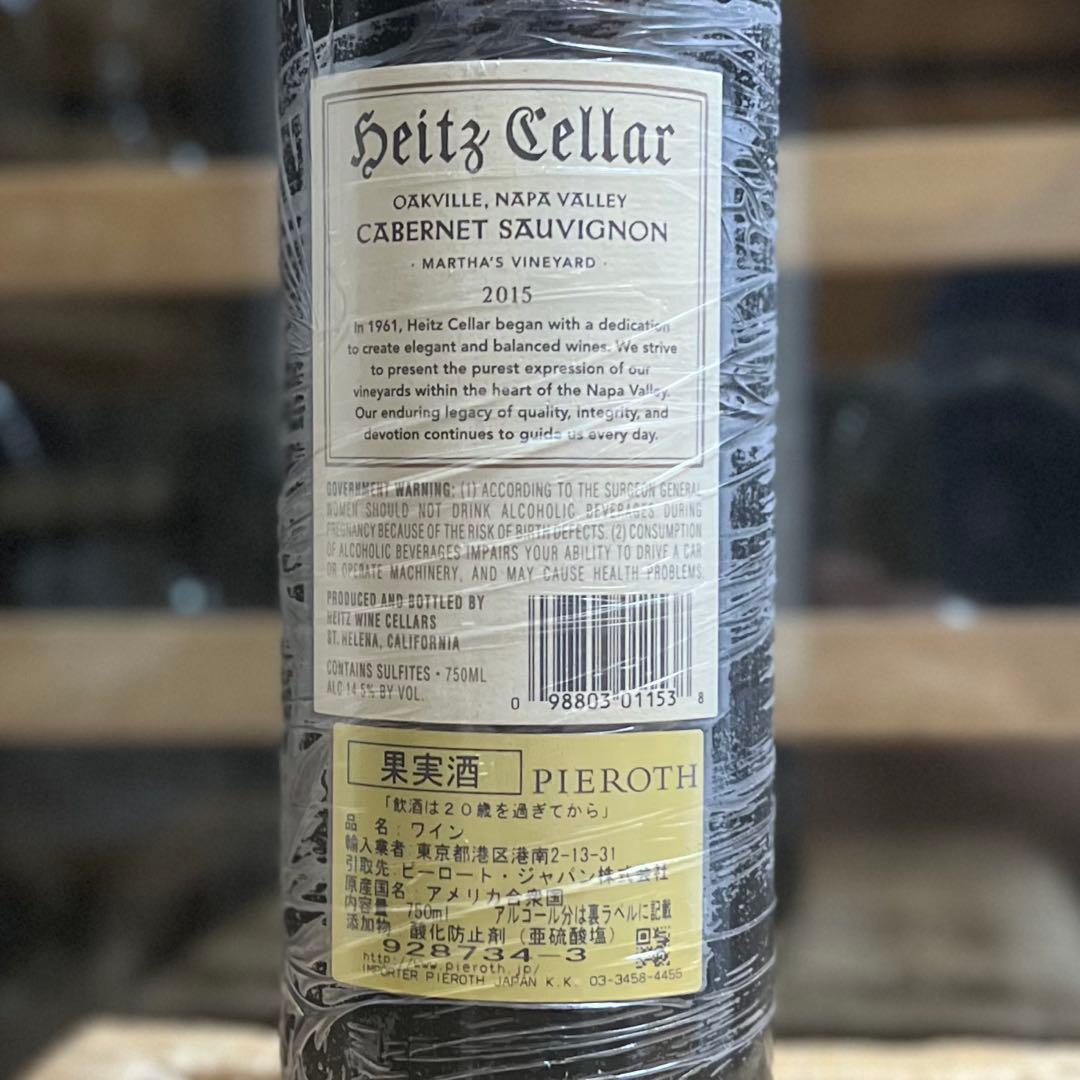 Heitz Cellar
OAKVILLE, NAPA VALLEY
CABERNET SAUVIGNON
· MARTHA'S VINEYARD ·
2015
In 1961, Heitz Cellar began with a dedication
to create elegant and balanced wines. We strive
to present the purest expression of our
vineyards within the heart of the Napa Valley.
Our enduring legacy of quality, integrity, and
devotion continues to guide us every day.
GOVERNMENT WARNING: (1) ACCORDING TO THE SURGEON GENERAL
WOMEN SHOULD NOT DRINK ALCOHOLIC BEVERAGES DURING
PREGNANCY BECAUSE OF THE RISK OF BIRTH DEFECTS. (2) CONSUMPTION
OF ALCOHOLIC BEVERAGES IMPAIRS YOUR ABILITY TO DRIVE A CAR
OR OPERATE MACHINERY, AND MAY CAUSE HEALTH PROBLEMS.
PRODUCED AND BOTTLED BY
HEITZ WINE CELLARS
ST. HELENA, CALIFORNIA
CONTAINS SULFITES · 750ML
ALC 14.5% BY VOL.
0 98803 01153 8
果実酒 PIEROTH
「飲酒は20歳を過ぎてから」
品名:ワイン
輸入業者:東京都港区港南2-13-31
引取先:ピーロート・ジャパン株式会社
原産国名:アメリカ合衆国
内容量 750ml アルコール分は裏ラベルに記載
添加物 酸化防止剤(亜硫酸塩)
928734-3
http://www.pieroth.jp/
IMPORTER PIEROTH JAPAN K.K. 03-3458-4455